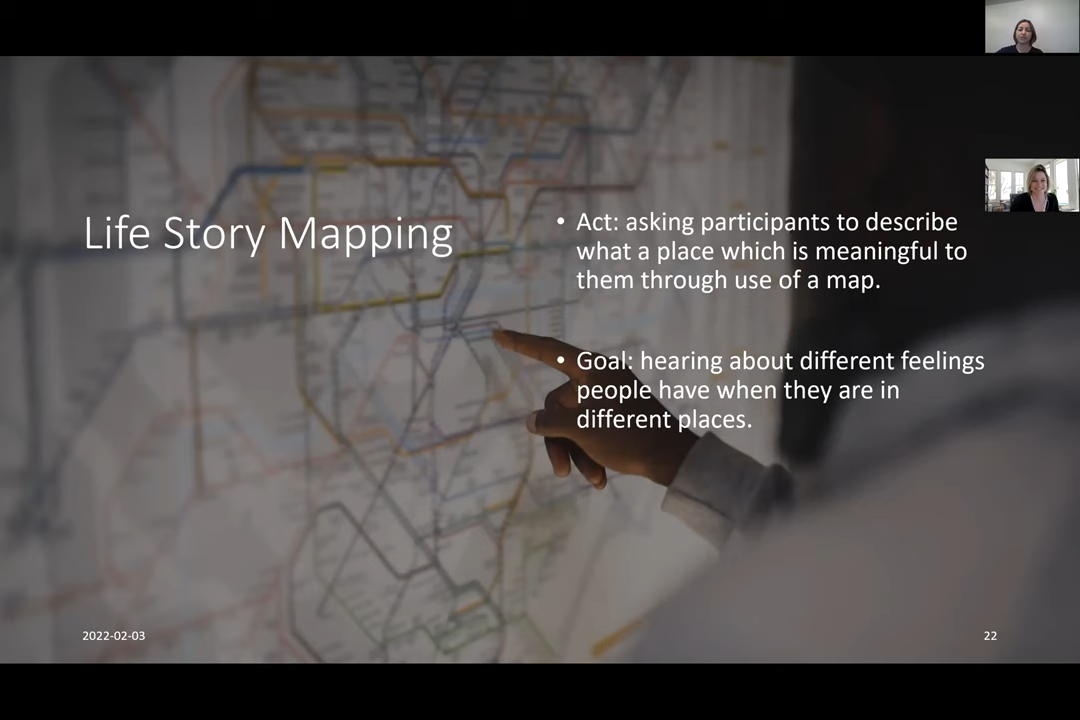 Life Story Mapping
• Act: asking participants to describe
what a place which is meaningful to
them through use of a map.
• Goal: hearing about different feelings
people have when they are in
different places.
2022-02-03
22